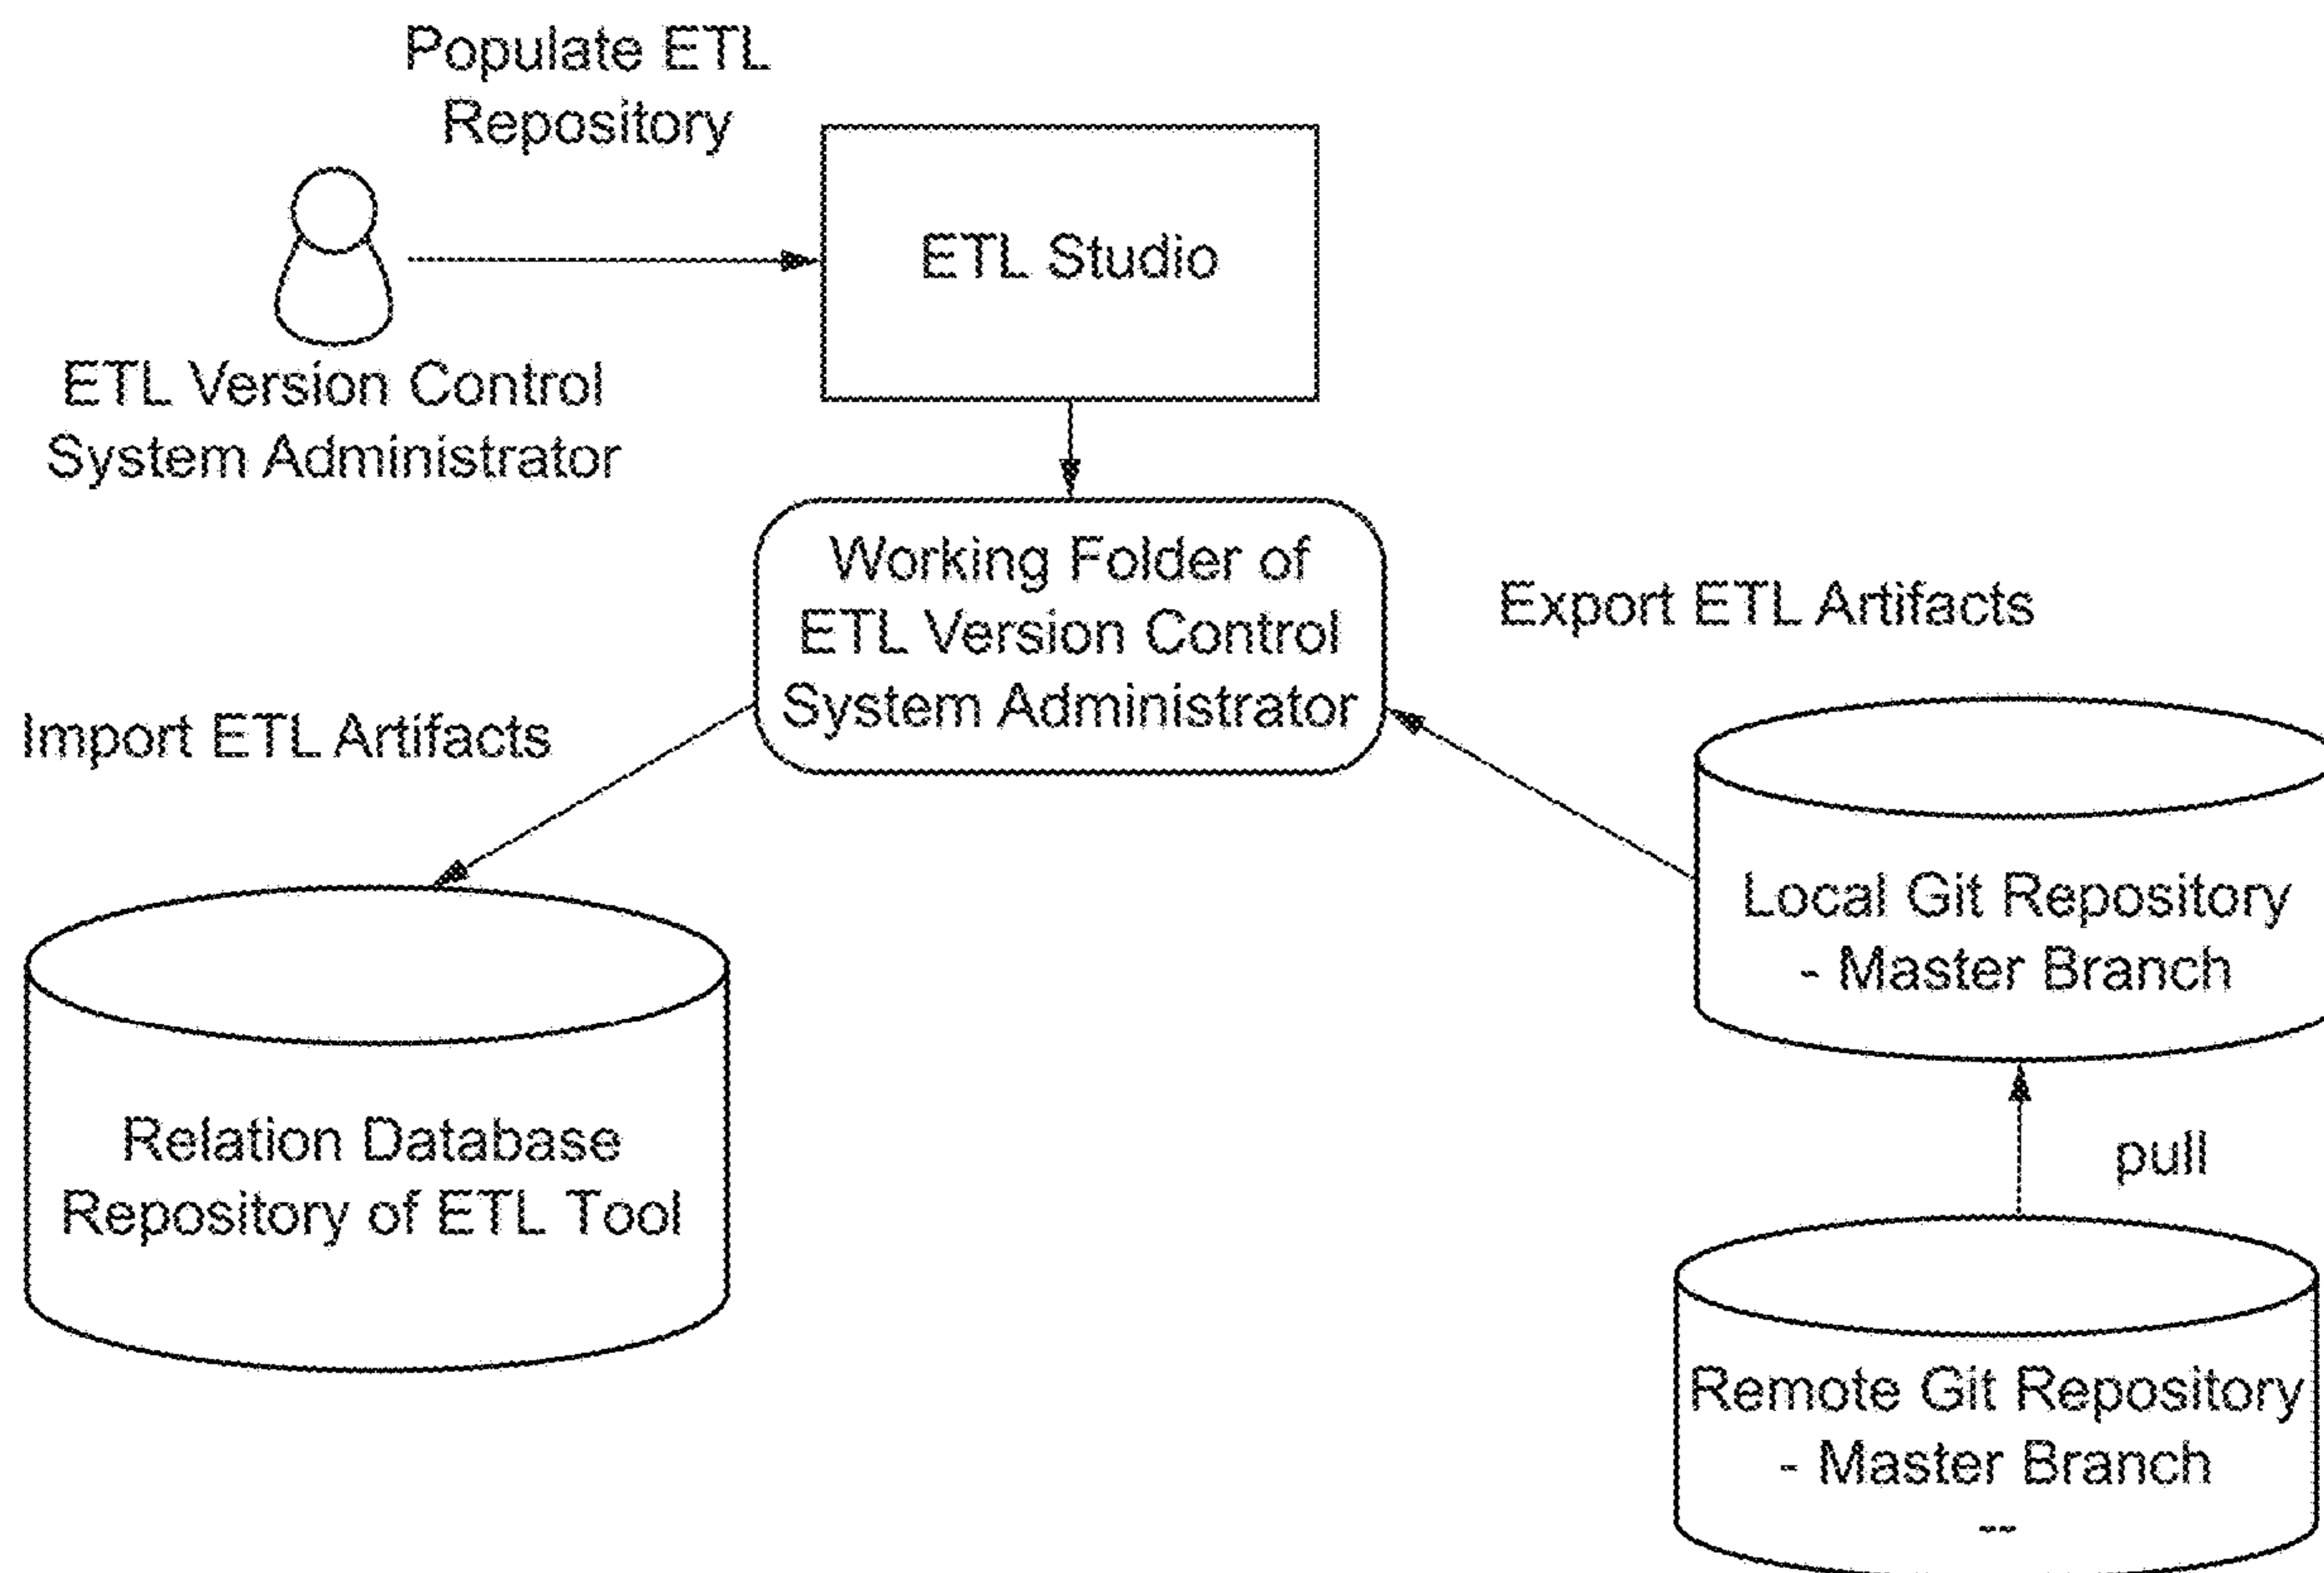 Populate ETL
Repository
ETL Studio
ETL Version Control
System Administrator
Working Folder of
ETL Version Control
System Administrator
Export ETL Artifacts
Import ETL Artifacts
Local Git Repository
- Master Branch
Relation Database
Repository of ETL Tool
pull
Remote Git Repository
- Master Branch
--